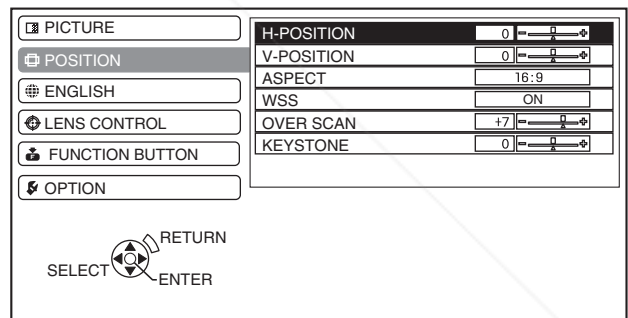 PICTURE
POSITION
ENGLISH
LENS CONTROL
FUNCTION BUTTON
OPTION
H-POSITION 0
V-POSITION 0
ASPECT 16:9
WSS ON
OVER SCAN +7
KEYSTONE 0
RETURN
SELECT
ENTER